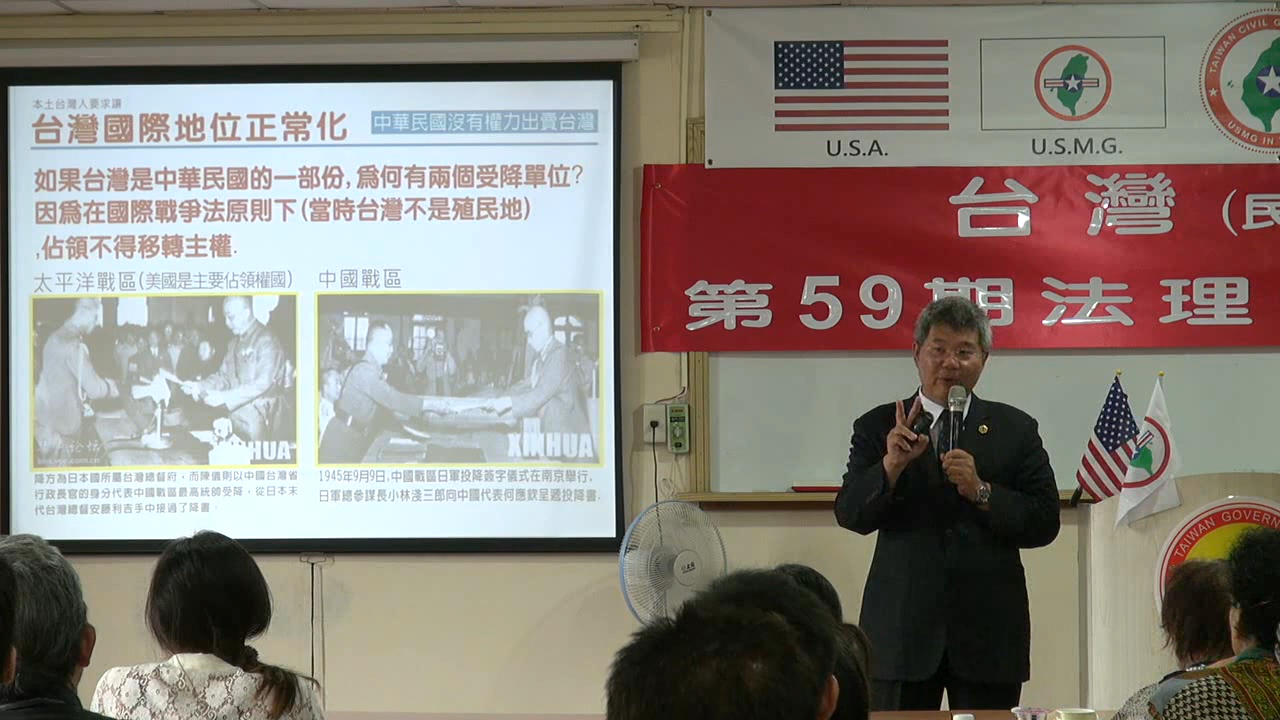 本土台灣人要求讓
台灣國際地位正常化
中華民國沒有權力出賣台灣
如果台灣是中華民國的一部份,為何有兩個受降單位?
因為在國際戰爭法原則下(當時台灣不是殖民地)
,佔領不得移轉主權.
太平洋戰區(美國是主要佔領權國)
中國戰區
XINHUA
XINHUA
降方為日本國所屬台灣總督府,而陳儀則以中國台灣省
行政長官的身分代表中國戰區最高統帥受降,從日本末
代台灣總督安藤利吉手中接過了降書。
1945年9月9日,中國戰區日軍投降簽字儀式在南京舉行,
日軍總參謀長小林淺三郎向中國代表何應欽呈遞投降書.
U.S.A.
U.S.M.G.
TAIWAN CIVIL G
USMG IN
台灣(民
第59期法理
TAIWAN GOVERN